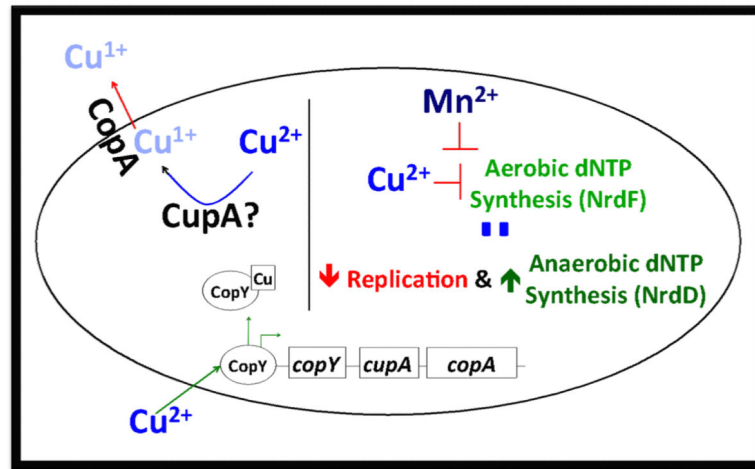 Cu1+
CopA
Cu1+
Cu2+
CupA?
Mn2+
Cu2+
Aerobic dNTP
Synthesis (NrdF)
Replication & Anaerobic dNTP
Synthesis (NrdD)
CopY
Cu
CopY
copY
cupA
copA
Cu2+